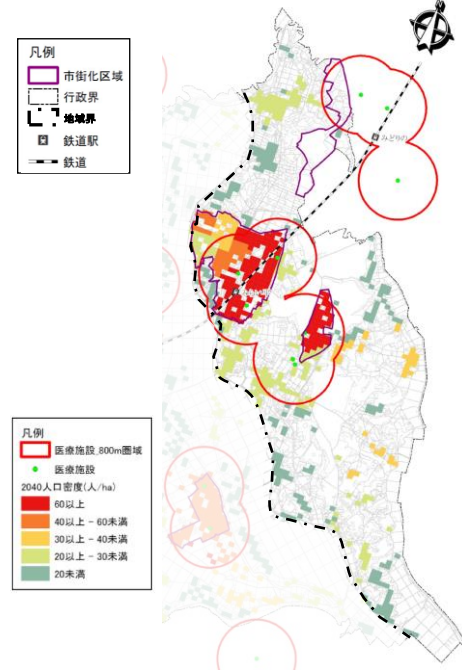 凡例
市街化区域
行政界
地域界
鉄道駅
鉄道
みどりの
凡例
医療施設_800m圏域
医療施設
2040人口密度(人/ha)
60以上
40以上 - 60未満
30以上 - 40未満
20以上 - 30未満
20未満